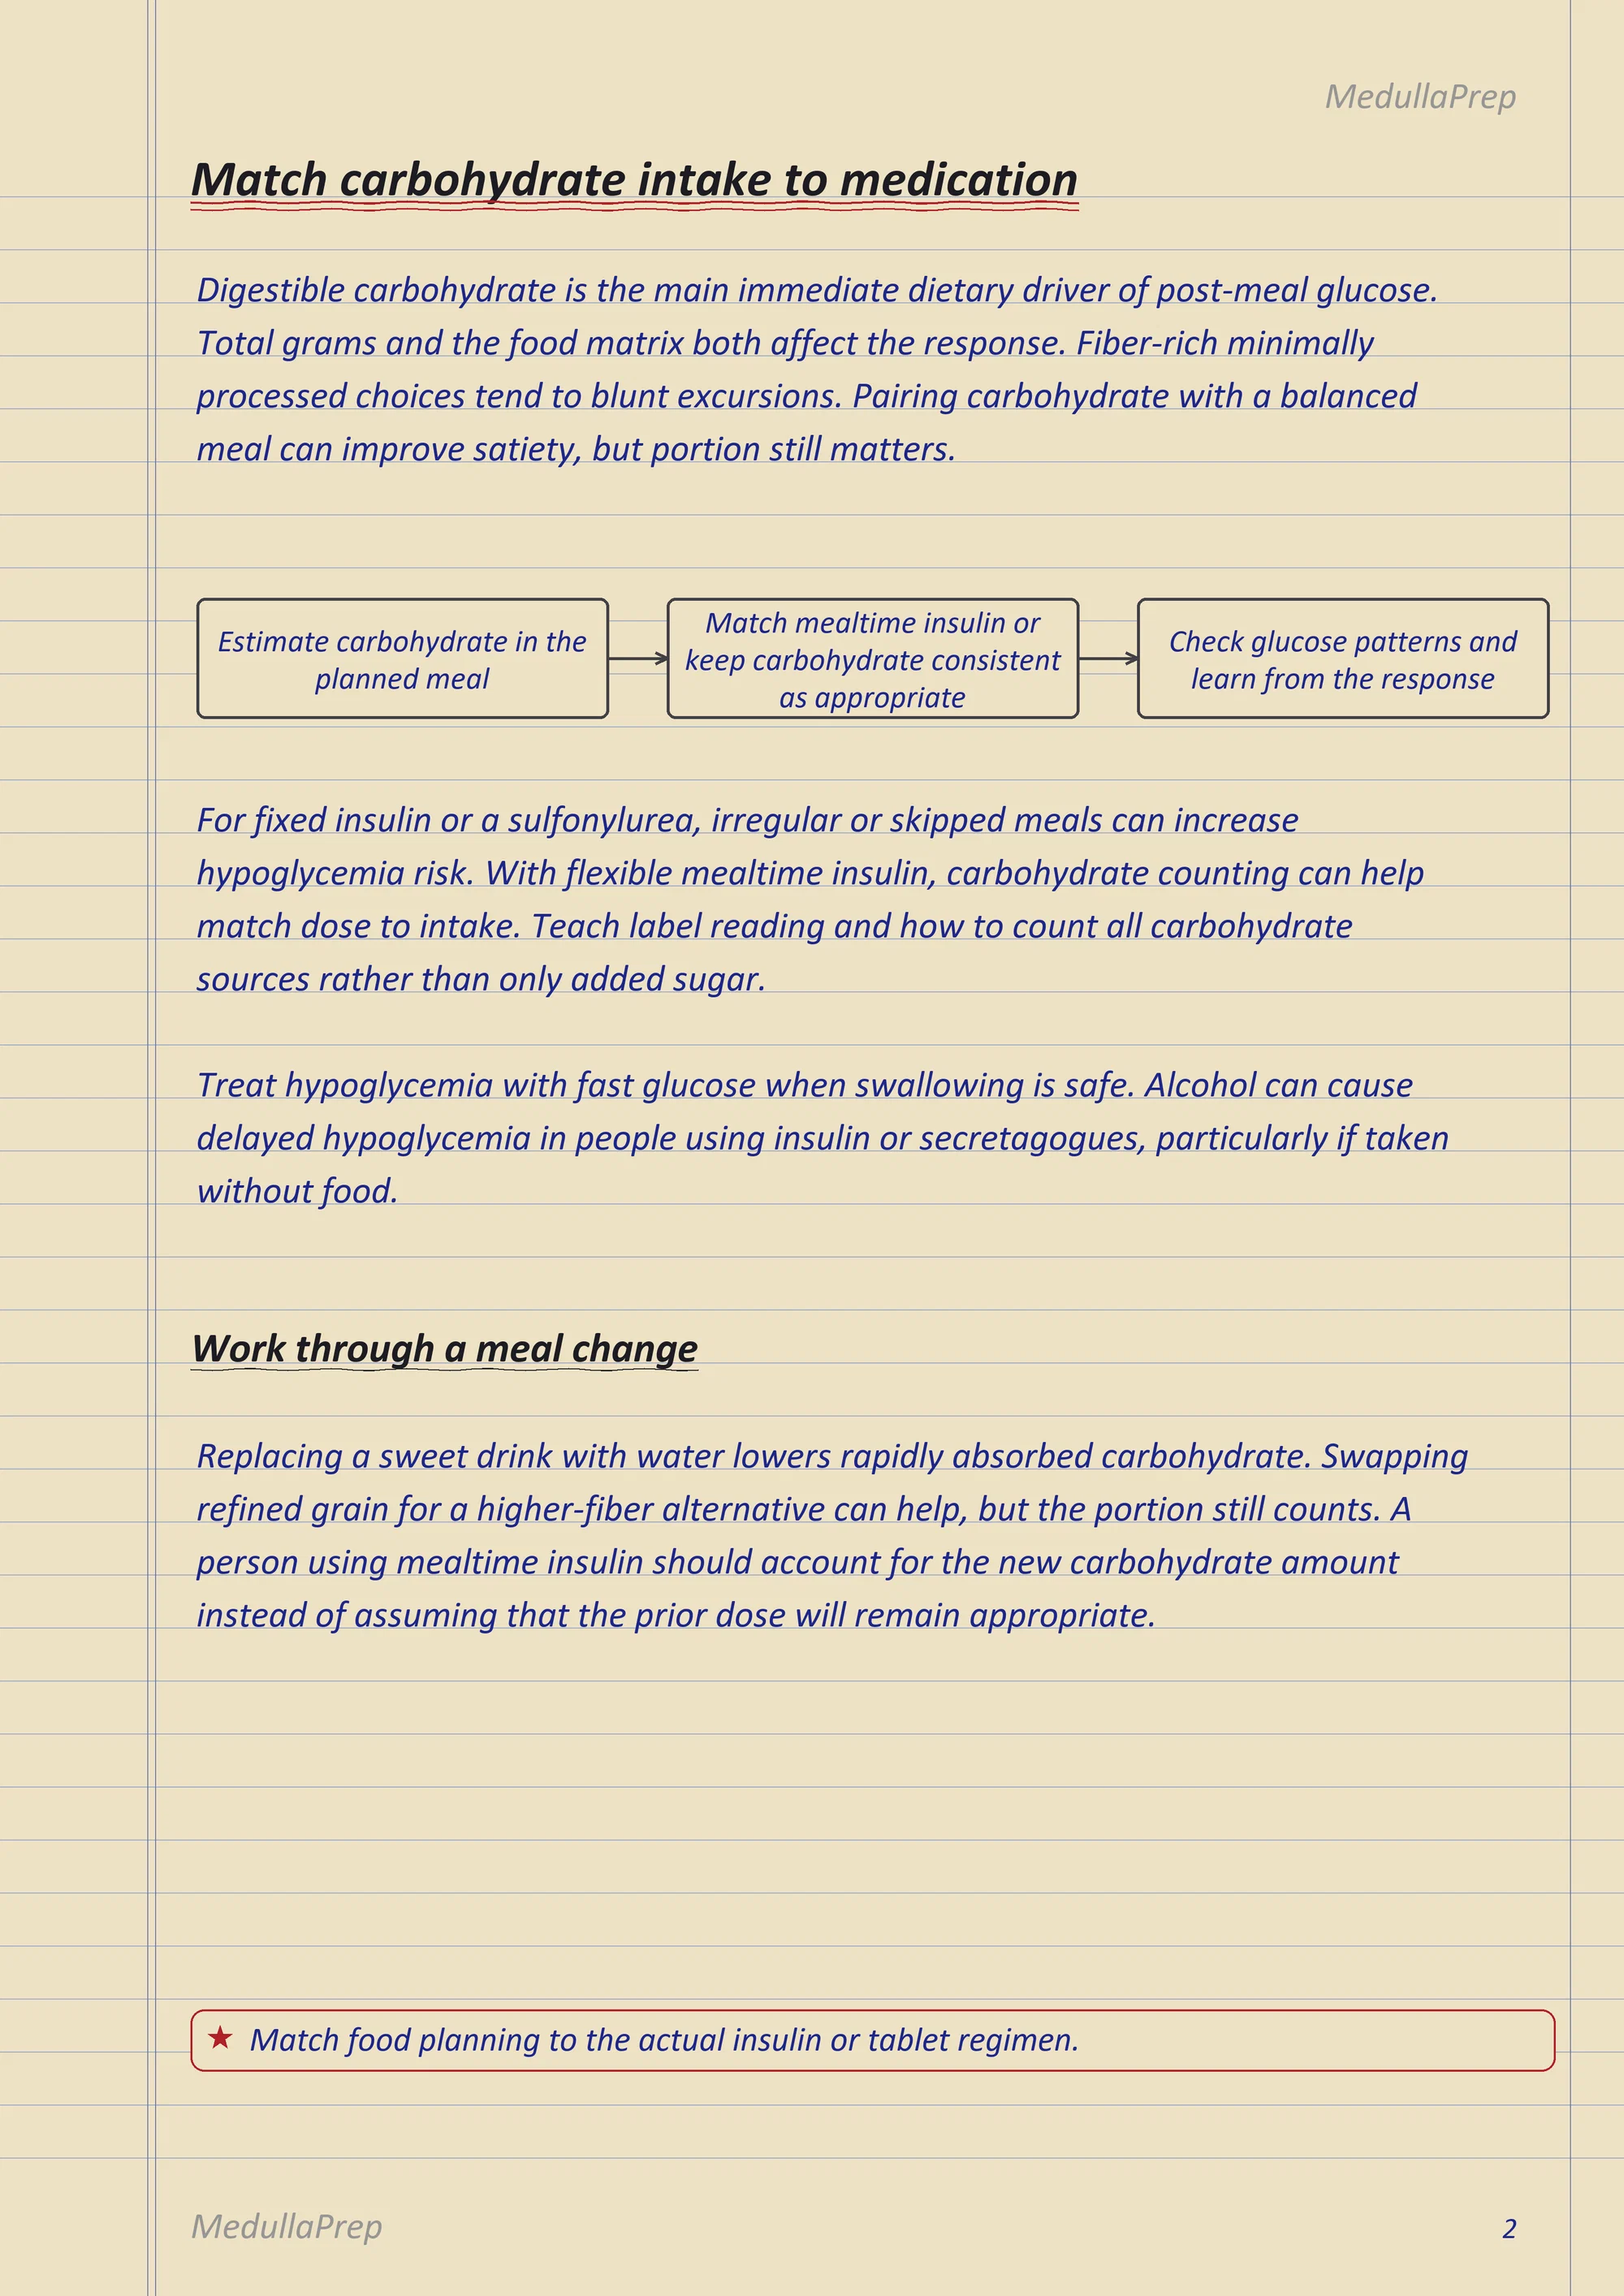 MedullaPrep
Match carbohydrate intake to medication
Digestible carbohydrate is the main immediate dietary driver of post-meal glucose.
Total grams and the food matrix both affect the response. Fiber-rich minimally
processed choices tend to blunt excursions. Pairing carbohydrate with a balanced
meal can improve satiety, but portion still matters.
Estimate carbohydrate in the
planned meal
Match mealtime insulin or
keep carbohydrate consistent
as appropriate
Check glucose patterns and
learn from the response
For fixed insulin or a sulfonylurea, irregular or skipped meals can increase
hypoglycemia risk. With flexible mealtime insulin, carbohydrate counting can help
match dose to intake. Teach label reading and how to count all carbohydrate
sources rather than only added sugar.
Treat hypoglycemia with fast glucose when swallowing is safe. Alcohol can cause
delayed hypoglycemia in people using insulin or secretagogues, particularly if taken
without food.
Work through a meal change
Replacing a sweet drink with water lowers rapidly absorbed carbohydrate. Swapping
refined grain for a higher-fiber alternative can help, but the portion still counts. A
person using mealtime insulin should account for the new carbohydrate amount
instead of assuming that the prior dose will remain appropriate.
★ Match food planning to the actual insulin or tablet regimen.
MedullaPrep
2